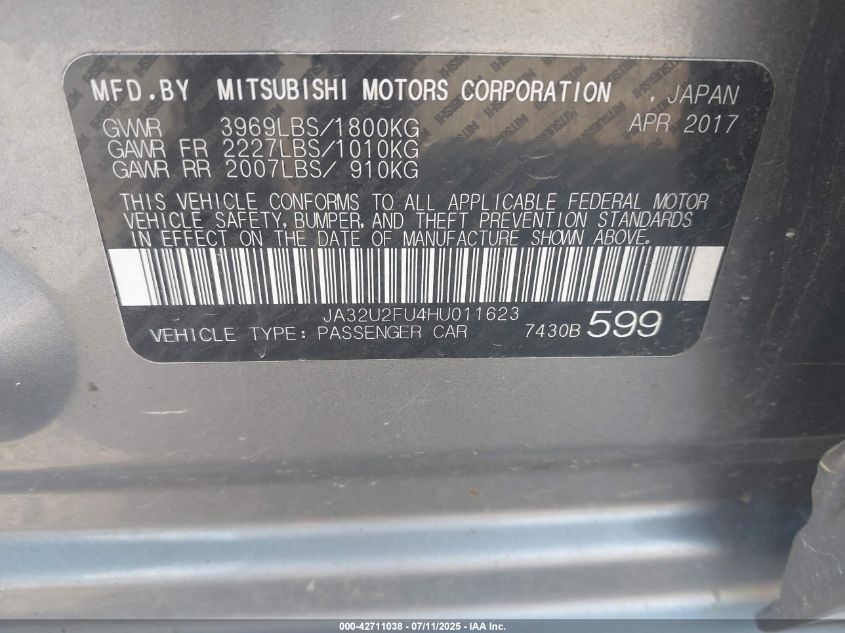 MFD.BY MITSUBISHI MOTORS CORPORATION , JAPAN
GVWR 3969LBS/1800KG APR 2017
GAWR FR 2227LBS/1010KG
GAWR RR 2007LBS/ 910KG
THIS VEHICLE CONFORMS TO ALL APPLICABLE FEDERAL MOTOR
VEHICLE SAFETY, BUMPER, AND THEFT PREVENTION STANDARDS
IN EFFECT ON THE DATE OF MANUFACTURE SHOWN ABOVE.
JA32U2FU4HU011623
VEHICLE TYPE: PASSENGER CAR 7430B 599
000-42711038 - 07/11/2025 - IAA Inc.